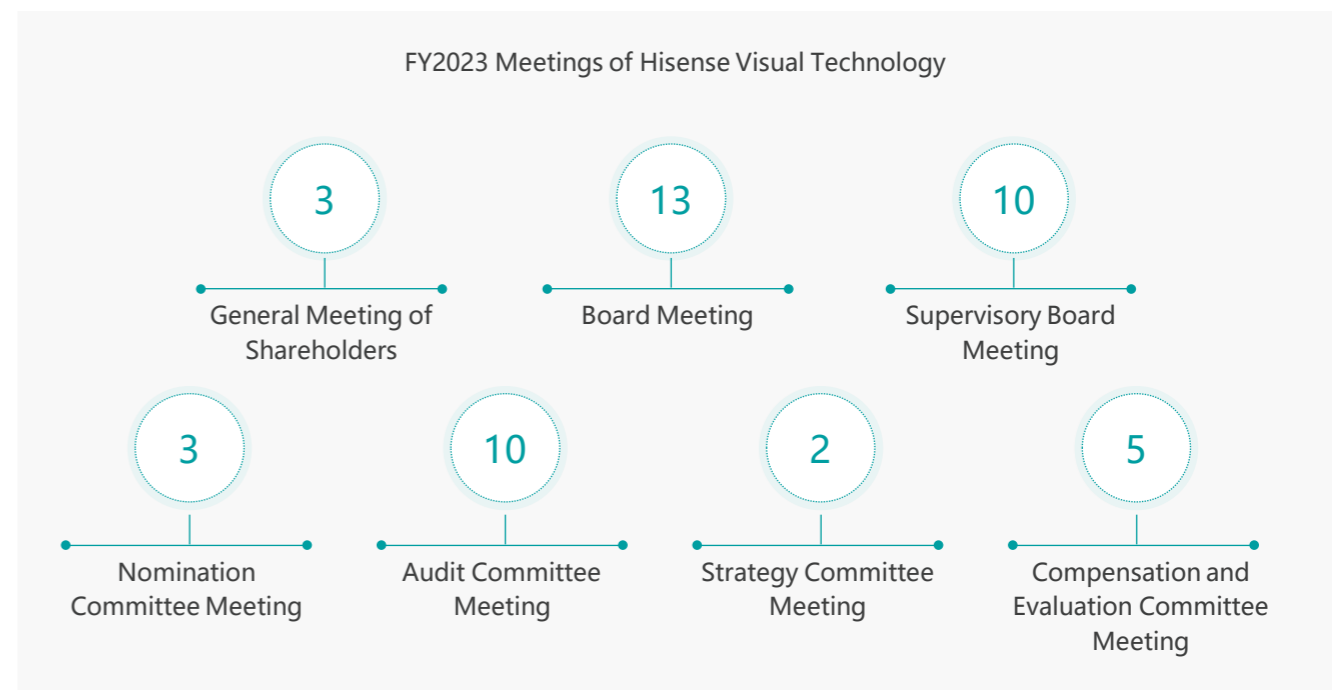 FY2023 Meetings of Hisense Visual Technology
3
13
10
General Meeting of
Shareholders
Board Meeting
Supervisory Board
Meeting
3
10
2
5
Nomination
Committee Meeting
Audit Committee
Meeting
Strategy Committee
Meeting
Compensation and
Evaluation Committee
Meeting